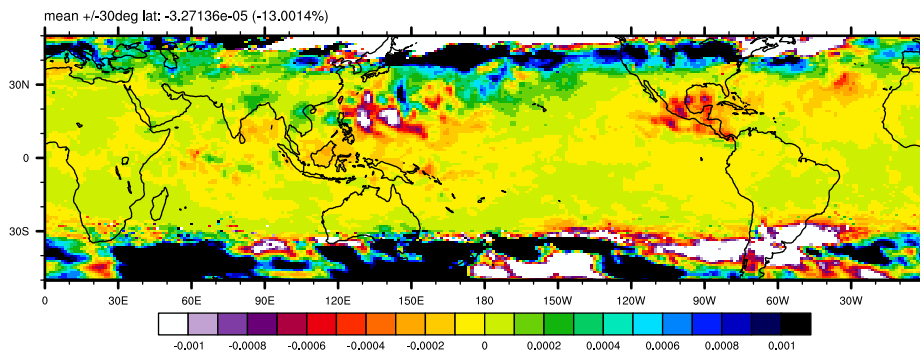 mean +/-30deg lat: -3.27136e-05 (-13.0014%)
30N
0
30S
0 30E 60E 90E 120E 150E 180 150W 120W 90W 60W 30W
-0.001 -0.0008 -0.0006 -0.0004 -0.0002 0 0.0002 0.0004 0.0006 0.0008 0.001